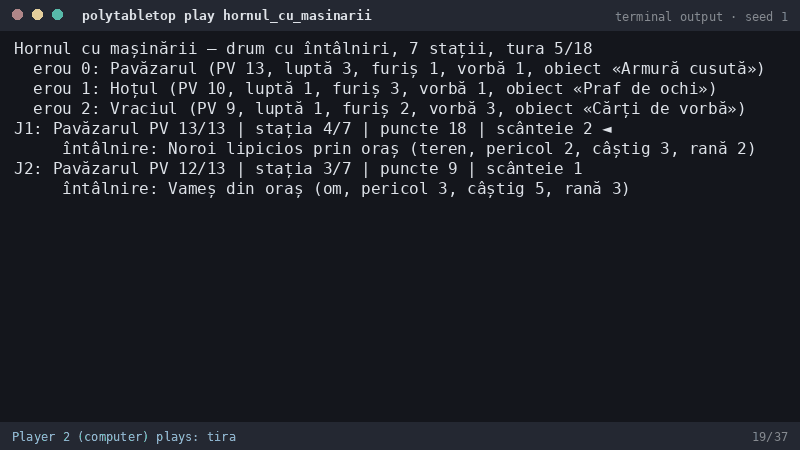 polytabletop play hornul_cu_masinarii
terminal output · seed 1
Hornul cu mașinării — drum cu întâlniri, 7 stații, tura 5/18
erou 0: Pavăzarul (PV 13, luptă 3, furiș 1, vorbă 1, obiect «Armură cusută»)
erou 1: Hoțul (PV 10, luptă 1, furiș 3, vorbă 1, obiect «Praf de ochi»)
erou 2: Vraciul (PV 9, luptă 1, furiș 2, vorbă 3, obiect «Cărți de vorbă»)
J1: Pavăzarul PV 13/13 | stația 4/7 | puncte 18 | scânteie 2 ◄
întâlnire: Noroi lipicios prin oraș (teren, pericol 2, câștig 3, rană 2)
J2: Pavăzarul PV 12/13 | stația 3/7 | puncte 9 | scânteie 1
întâlnire: Vameș din oraș (om, pericol 3, câștig 5, rană 3)
Player 2 (computer) plays: tira
19/37